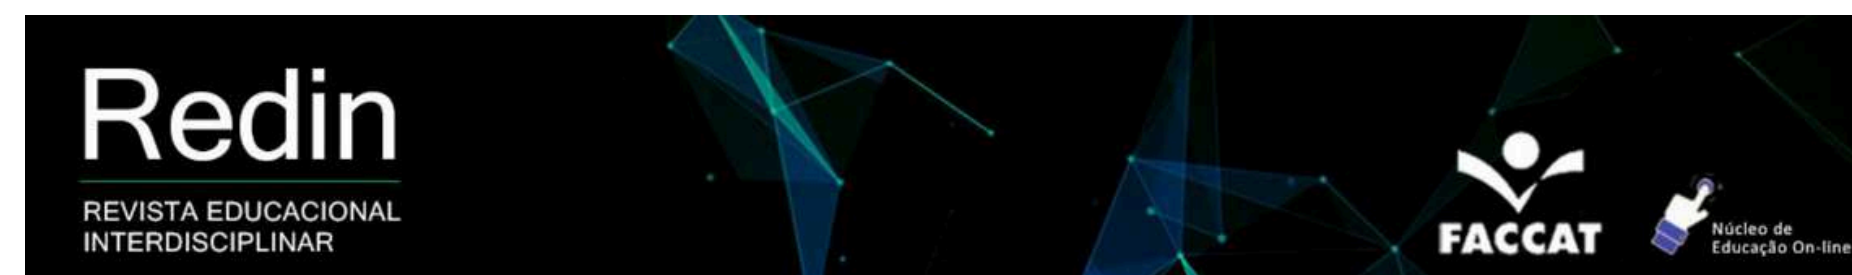 Redin
REVISTA EDUCACIONAL
INTERDISCIPLINAR
FACCAT
Núcleo de
Educação On-line